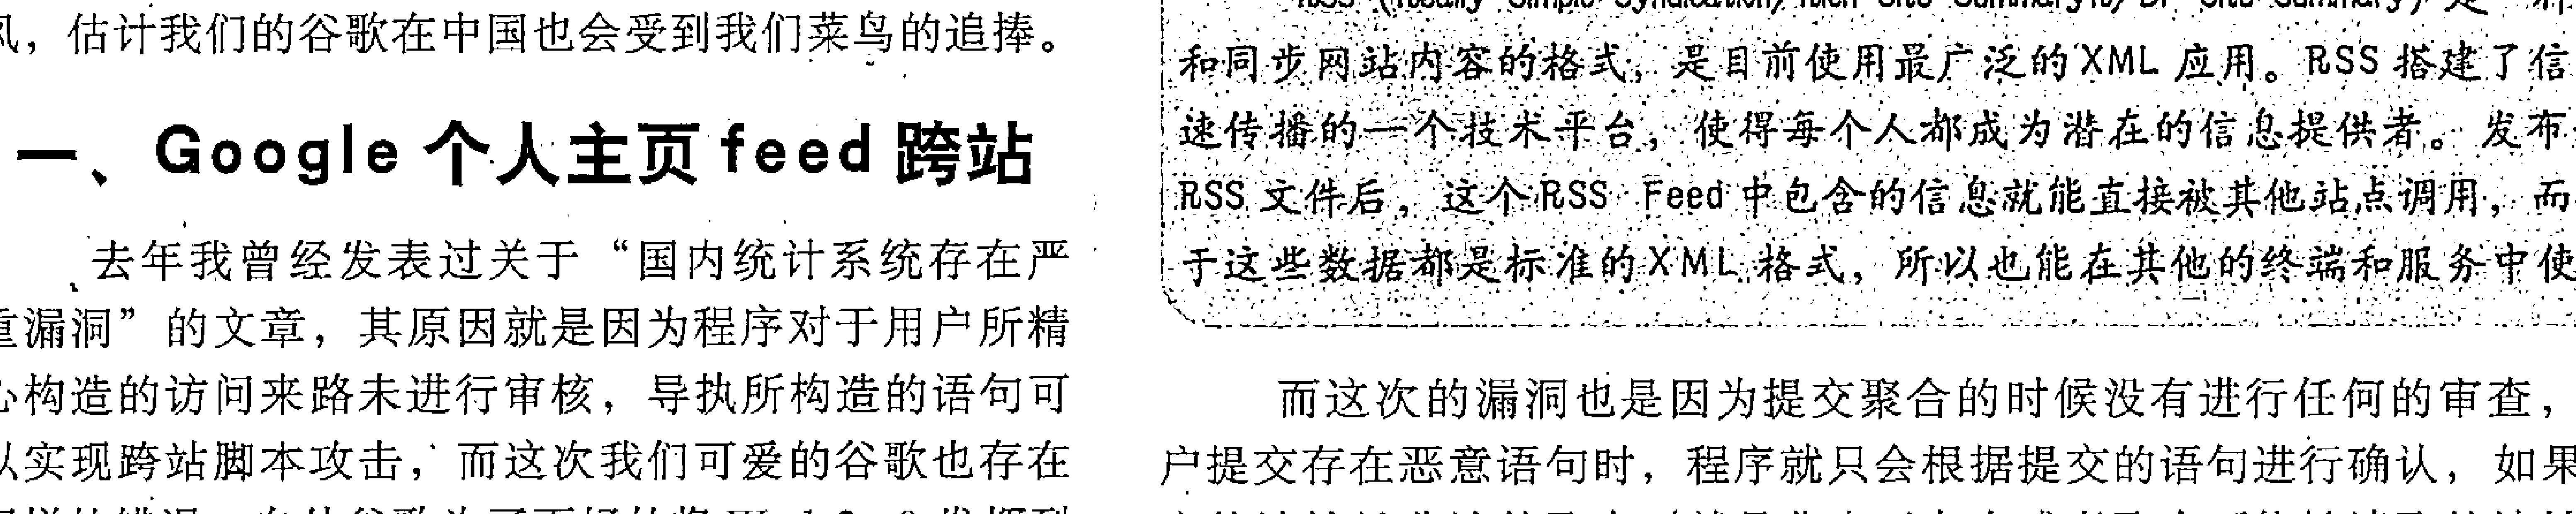 风，估计我们的谷歌在中国也会受到我们菜鸟的追捧。
一、Google 个人主页 feed 跨站
去年我曾经发表过关于“国内统计系统存在严
重漏洞”的文章，其原因就是因为程序对于用户所精
心构造的访问来路未进行审核，导执所构造的语句可
以实现跨站脚本攻击，而这次我们可爱的谷歌也存在
和同步网站内容的格式，是目前使用最广泛的XML 应用。RSS 搭建了信
速传播的一个技术平台，使得每个人都成为潜在的信息提供者。发布
RSS 文件后，这个RSS Feed 中包含的信息就能直接被其他站点调用，而
于这些数据都是标准的XML 格式，所以也能在其他的终端和服务中使
而这次的漏洞也是因为提交聚合的时候没有进行任何的审查，
户提交存在恶意语句时，程序就只会根据提交的语句进行确认，如果